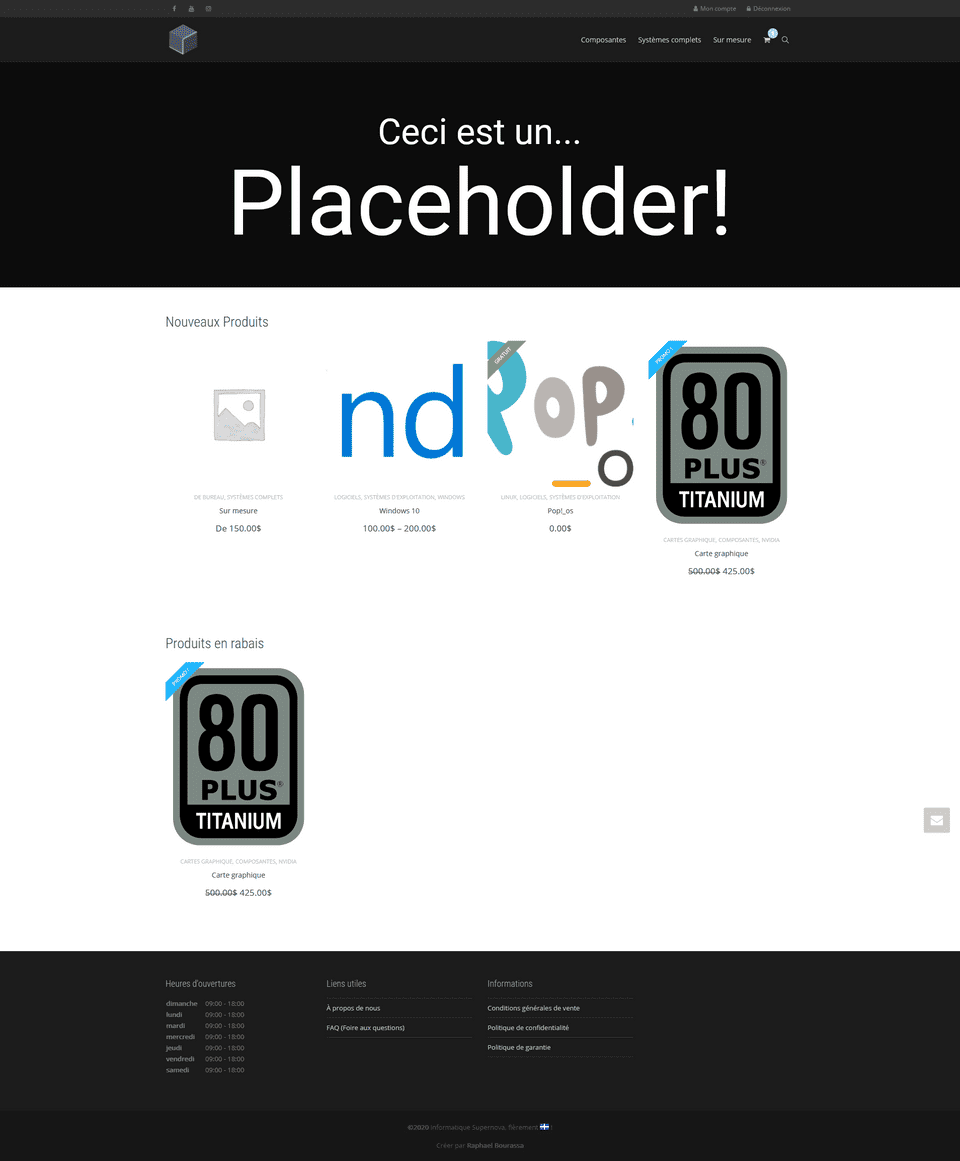 Mon compte Déconnexion
Composantes Systèmes complets Sur mesure 1
Ceci est un...
Placeholder!
Nouveaux Produits
nd
GRATUIT
Pop
PROMO !
80
PLUS®
TITANIUM
DE BUREAU, SYSTÈMES COMPLETS
Sur mesure
De 150.00$
LOGICIELS, SYSTÈMES D'EXPLOITATION, WINDOWS
Windows 10
100.00$ – 200.00$
LINUX, LOGICIELS, SYSTÈMES D'EXPLOITATION
Pop!_os
0.00$
CARTES GRAPHIQUE, COMPOSANTES, NVIDIA
Carte graphique
500.00$ 425.00$
Produits en rabais
PROMO !
80
PLUS®
TITANIUM
CARTES GRAPHIQUE, COMPOSANTES, NVIDIA
Carte graphique
500.00$ 425.00$
Heures d'ouvertures
dimanche 09:00 - 18:00
lundi 09:00 - 18:00
mardi 09:00 - 18:00
mercredi 09:00 - 18:00
jeudi 09:00 - 18:00
vendredi 09:00 - 18:00
samedi 09:00 - 18:00
Liens utiles
À propos de nous
FAQ (Foire aux questions)
Informations
Conditions générales de vente
Politique de confidentialité
Politique de garantie
©2020 Informatique Supernova, fièrement
Créer par Raphael Bourassa